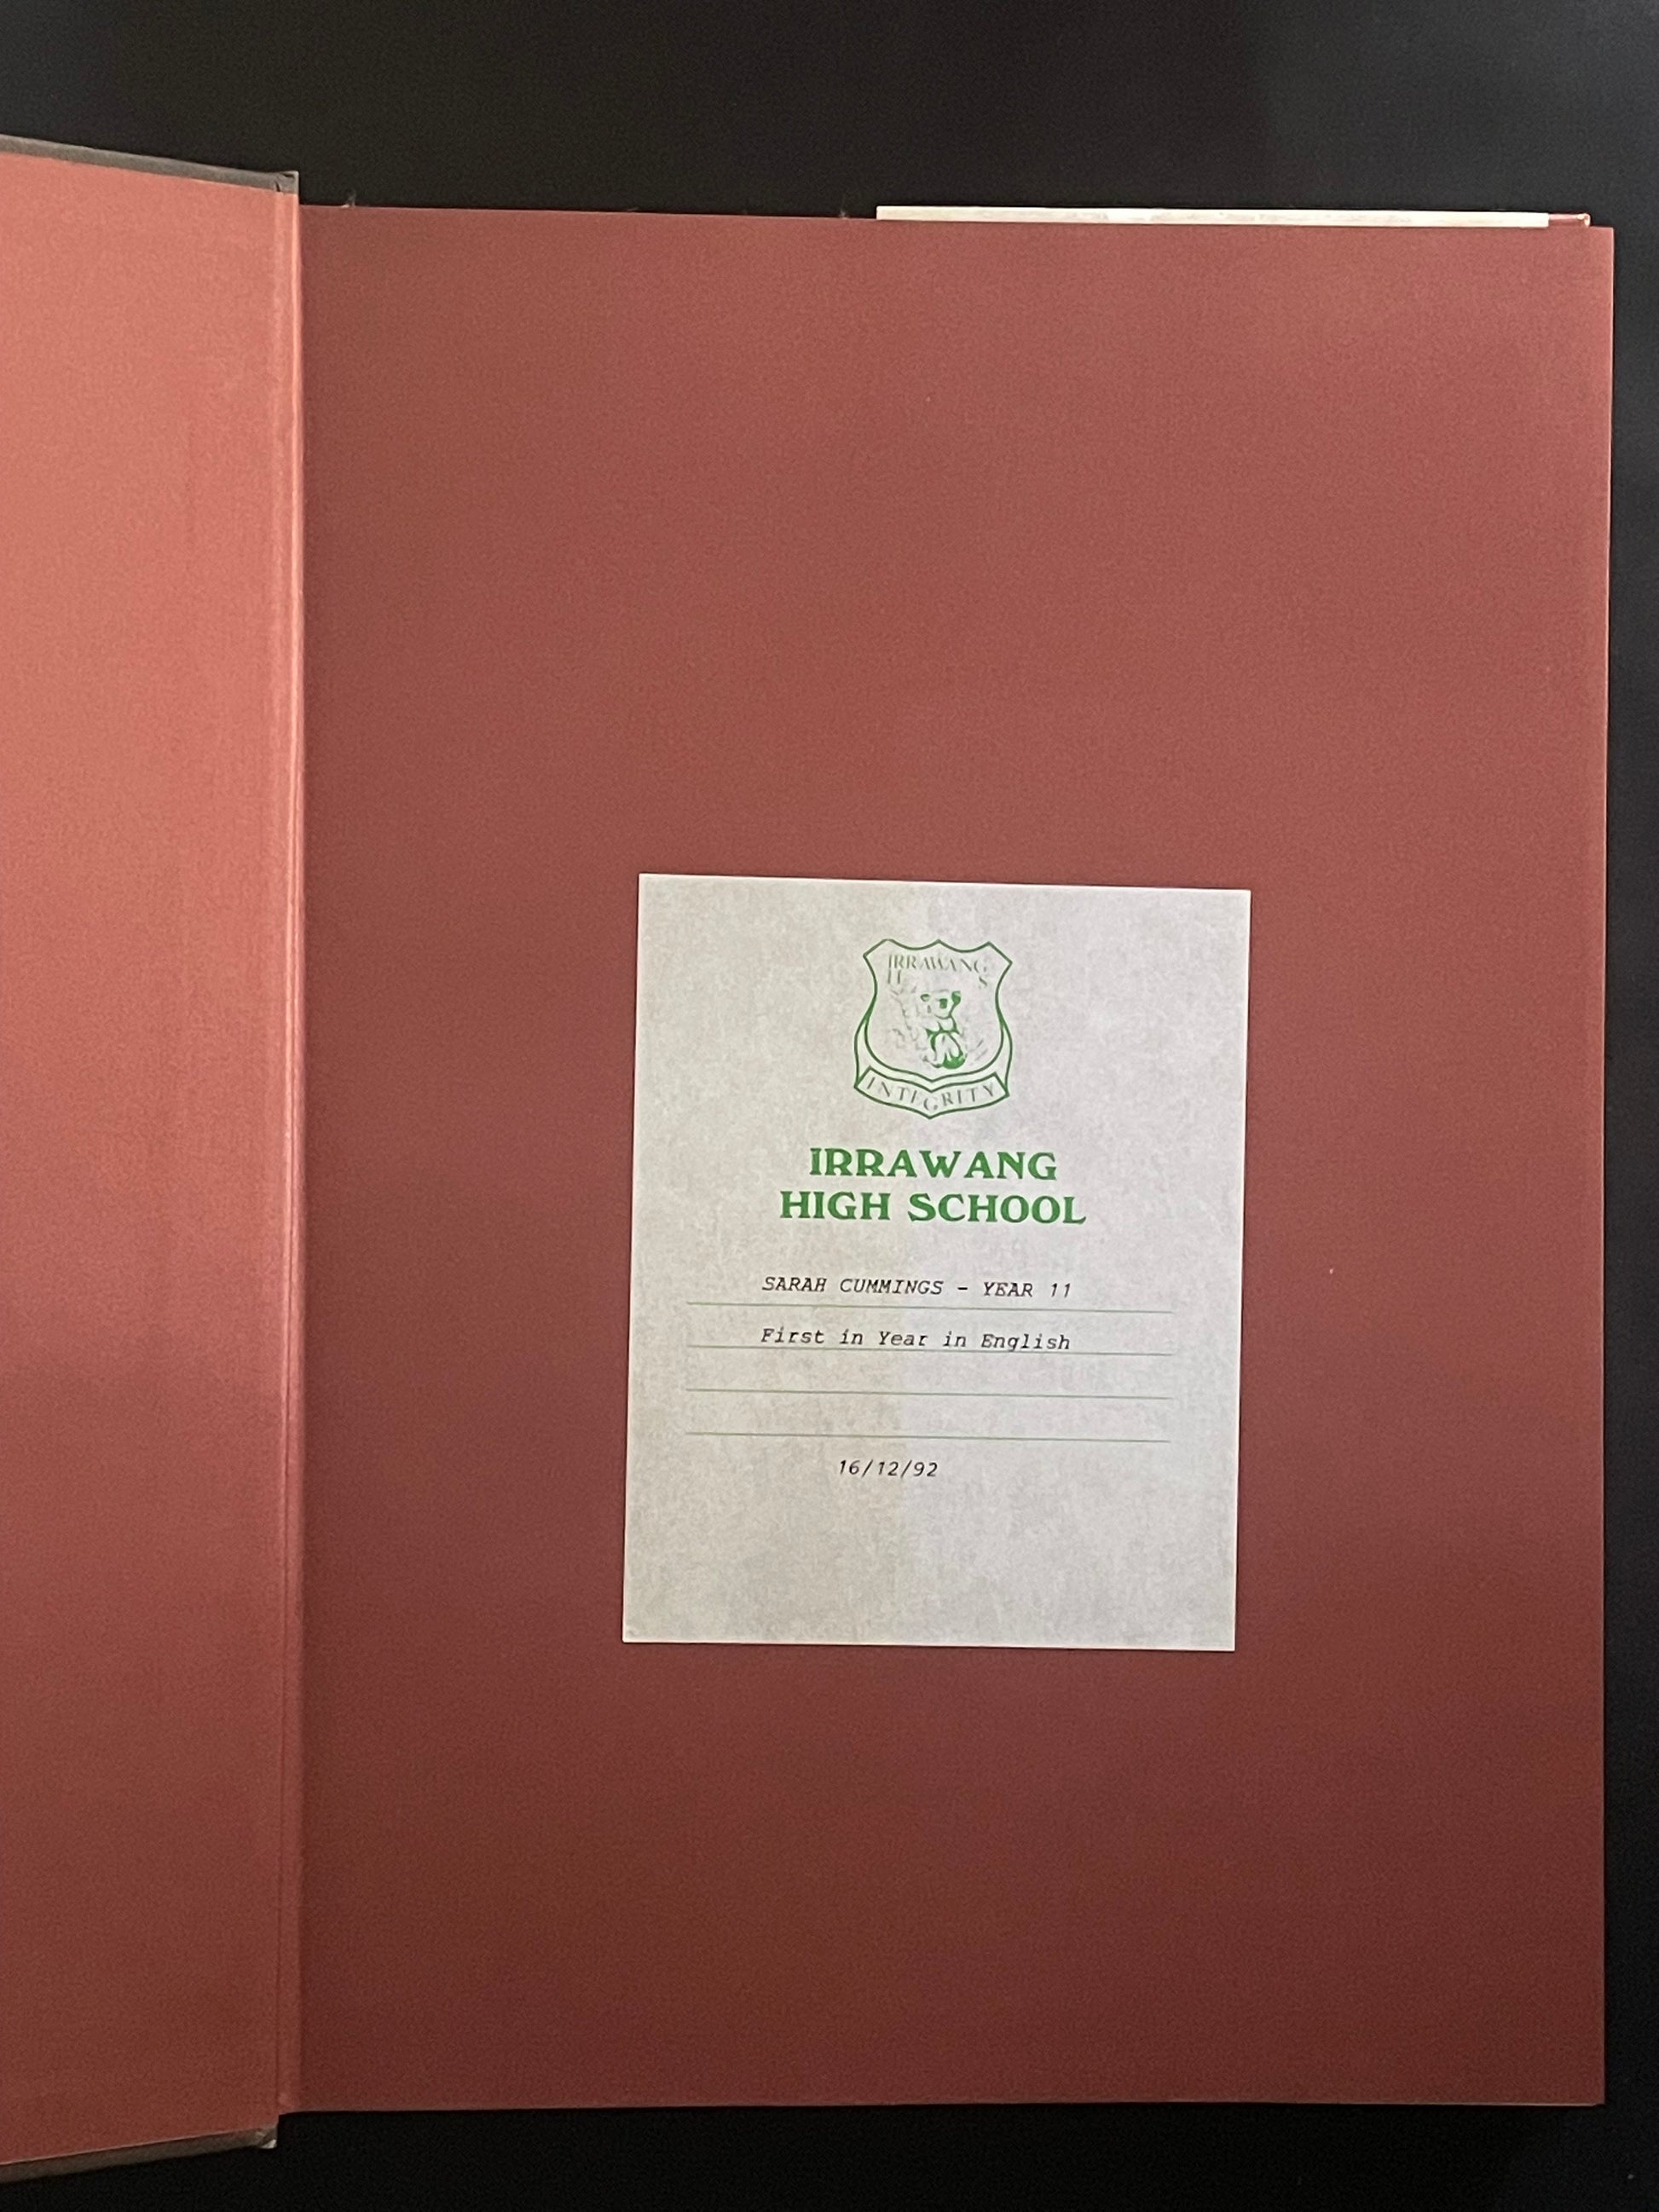 IRRAWANG
H S
INTEGRITY
IRRAWANG
HIGH SCHOOL
SARAH CUMMINGS - YEAR 11
First in Year in English
16/12/92